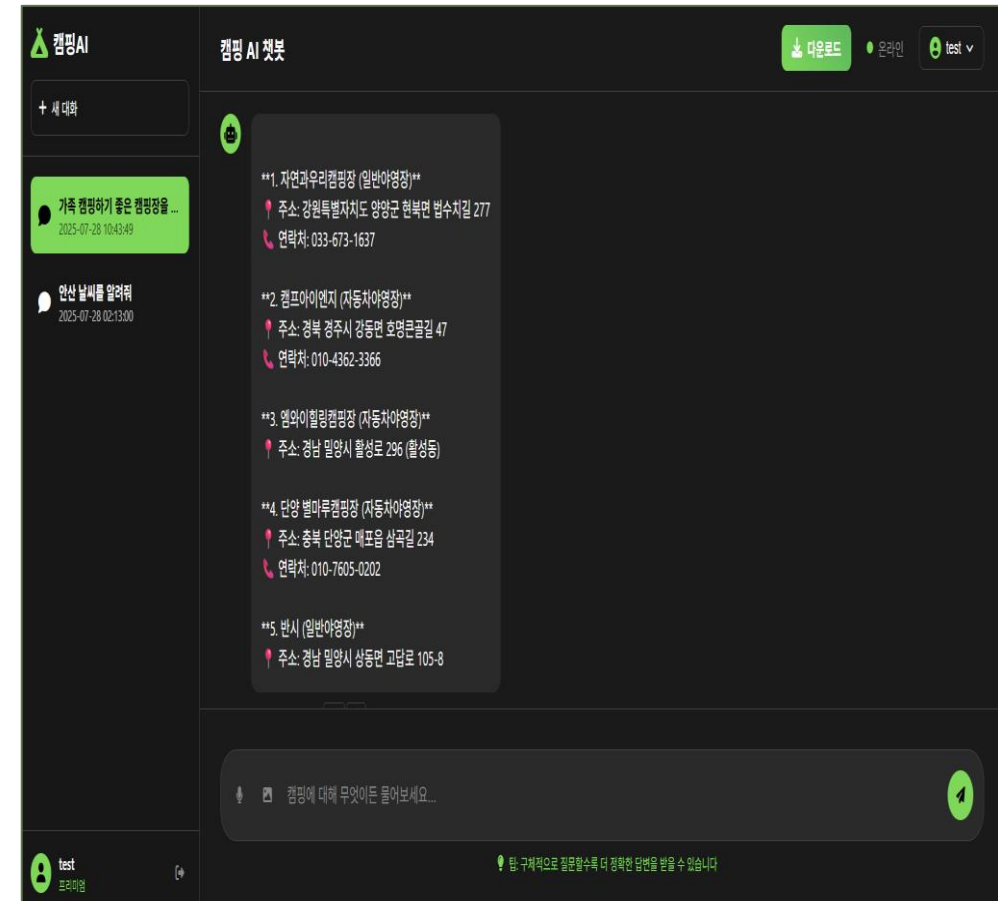 캠핑AI
+ 새 대화
가족 캠핑하기 좋은 캠핑장을 ...
2025-07-28 10:43:49
안산 날씨를 알려줘
2025-07-28 02:13:00
test
프리미엄
캠핑 AI 챗봇
다운로드
온라인
test
**1. 자연과우리캠핑장 (일반야영장)**
주소: 강원특별자치도 양양군 현북면 법수치길 277
연락처: 033-673-1637
**2. 캠프아이엔지 (자동차야영장)**
주소: 경북 경주시 강동면 호명큰골길 47
연락처: 010-4362-3366
**3. 엠와이힐링캠핑장 (자동차야영장)**
주소: 경남 밀양시 활성로 296 (활성동)
**4. 단양 별마루캠핑장 (자동차야영장)**
주소: 충북 단양군 매포읍 삼곡길 234
연락처: 010-7605-0202
**5. 반시 (일반야영장)**
주소: 경남 밀양시 상동면 고답로 105-8
캠핑에 대해 무엇이든 물어보세요...
팁: 구체적으로 질문할수록 더 정확한 답변을 받을 수 있습니다